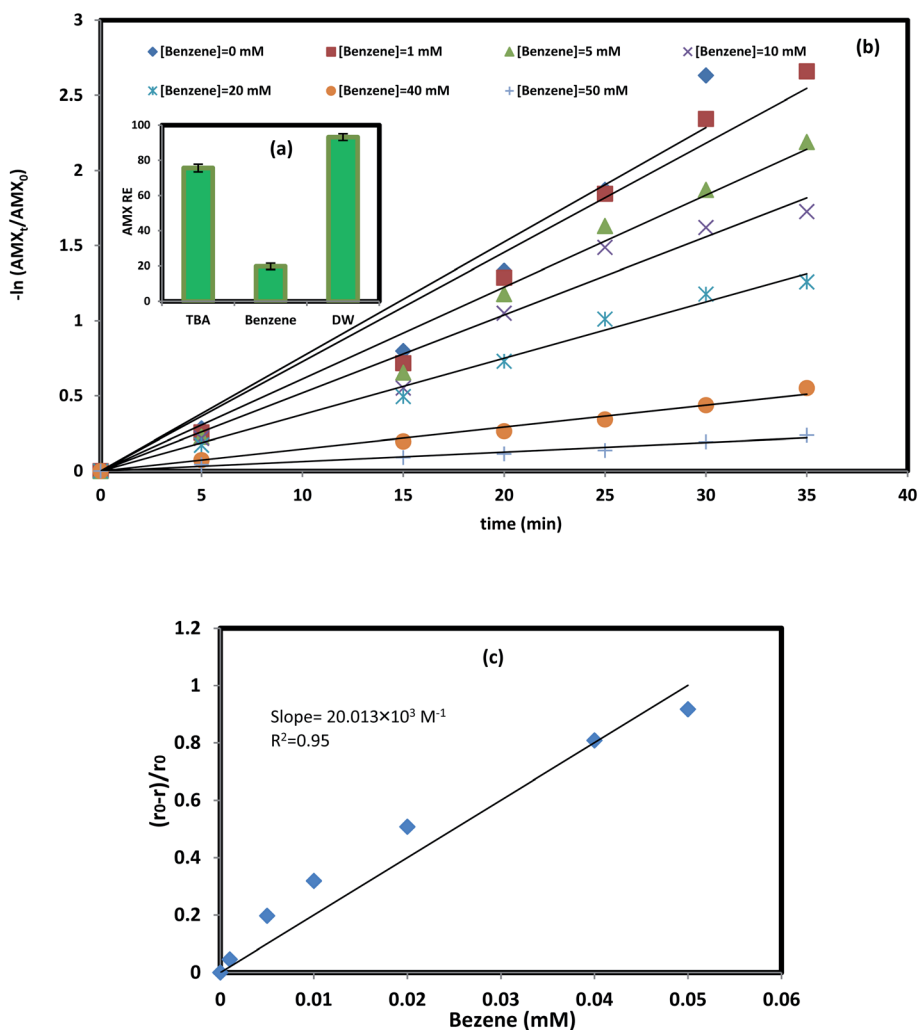 (b)
[Benzene]=0 mM [Benzene]=1 mM [Benzene]=5 mM [Benzene]=10 mM
[Benzene]=20 mM [Benzene]=40 mM [Benzene]=50 mM
-ln (AMXt/AMX0)
3
2.5
2
1.5
1
0.5
0
0 5 10 15 20 25 30 35 40
time (min)
(a)
AMX RE
100
80
60
40
20
0
TBA Benzene DW
(c)
Slope= 20.013×10³ M⁻¹
R²=0.95
(r0-r)/r0
1.2
1
0.8
0.6
0.4
0.2
0
0 0.01 0.02 0.03 0.04 0.05 0.06
Bezene (mM)